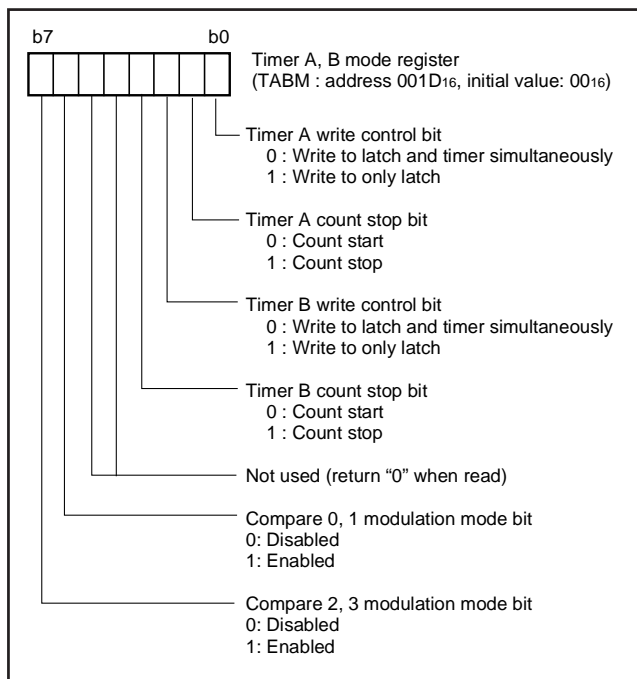 b7 b0
Timer A, B mode register
(TABM : address 001D16, initial value: 0016)
Timer A write control bit
0 : Write to latch and timer simultaneously
1 : Write to only latch
Timer A count stop bit
0 : Count start
1 : Count stop
Timer B write control bit
0 : Write to latch and timer simultaneously
1 : Write to only latch
Timer B count stop bit
0 : Count start
1 : Count stop
Not used (return “0” when read)
Compare 0, 1 modulation mode bit
0: Disabled
1: Enabled
Compare 2, 3 modulation mode bit
0: Disabled
1: Enabled